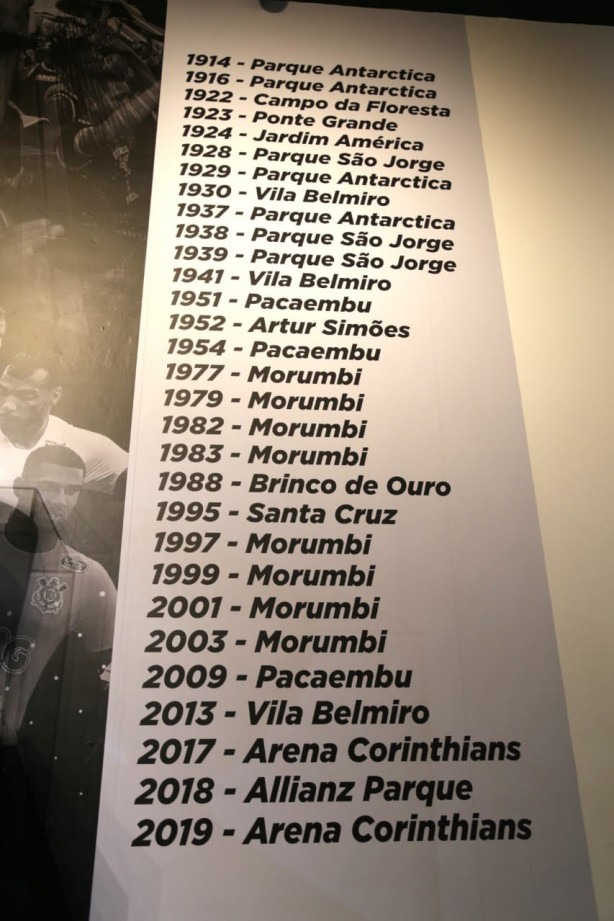 1914 - Parque Antarctica
1916 - Parque Antarctica
1922 - Campo da Floresta
1923 - Ponte Grande
1924 - Jardim América
1928 - Parque São Jorge
1929 - Parque Antarctica
1930 - Vila Belmiro
1937 - Parque Antarctica
1938 - Parque São Jorge
1939 - Parque São Jorge
1941 - Vila Belmiro
1951 - Pacaembu
1952 - Artur Simões
1954 - Pacaembu
1977 - Morumbi
1979 - Morumbi
1982 - Morumbi
1983 - Morumbi
1988 - Brinco de Ouro
1995 - Santa Cruz
1997 - Morumbi
1999 - Morumbi
2001 - Morumbi
2003 - Morumbi
2009 - Pacaembu
2013 - Vila Belmiro
2017 - Arena Corinthians
2018 - Allianz Parque
2019 - Arena Corinthians